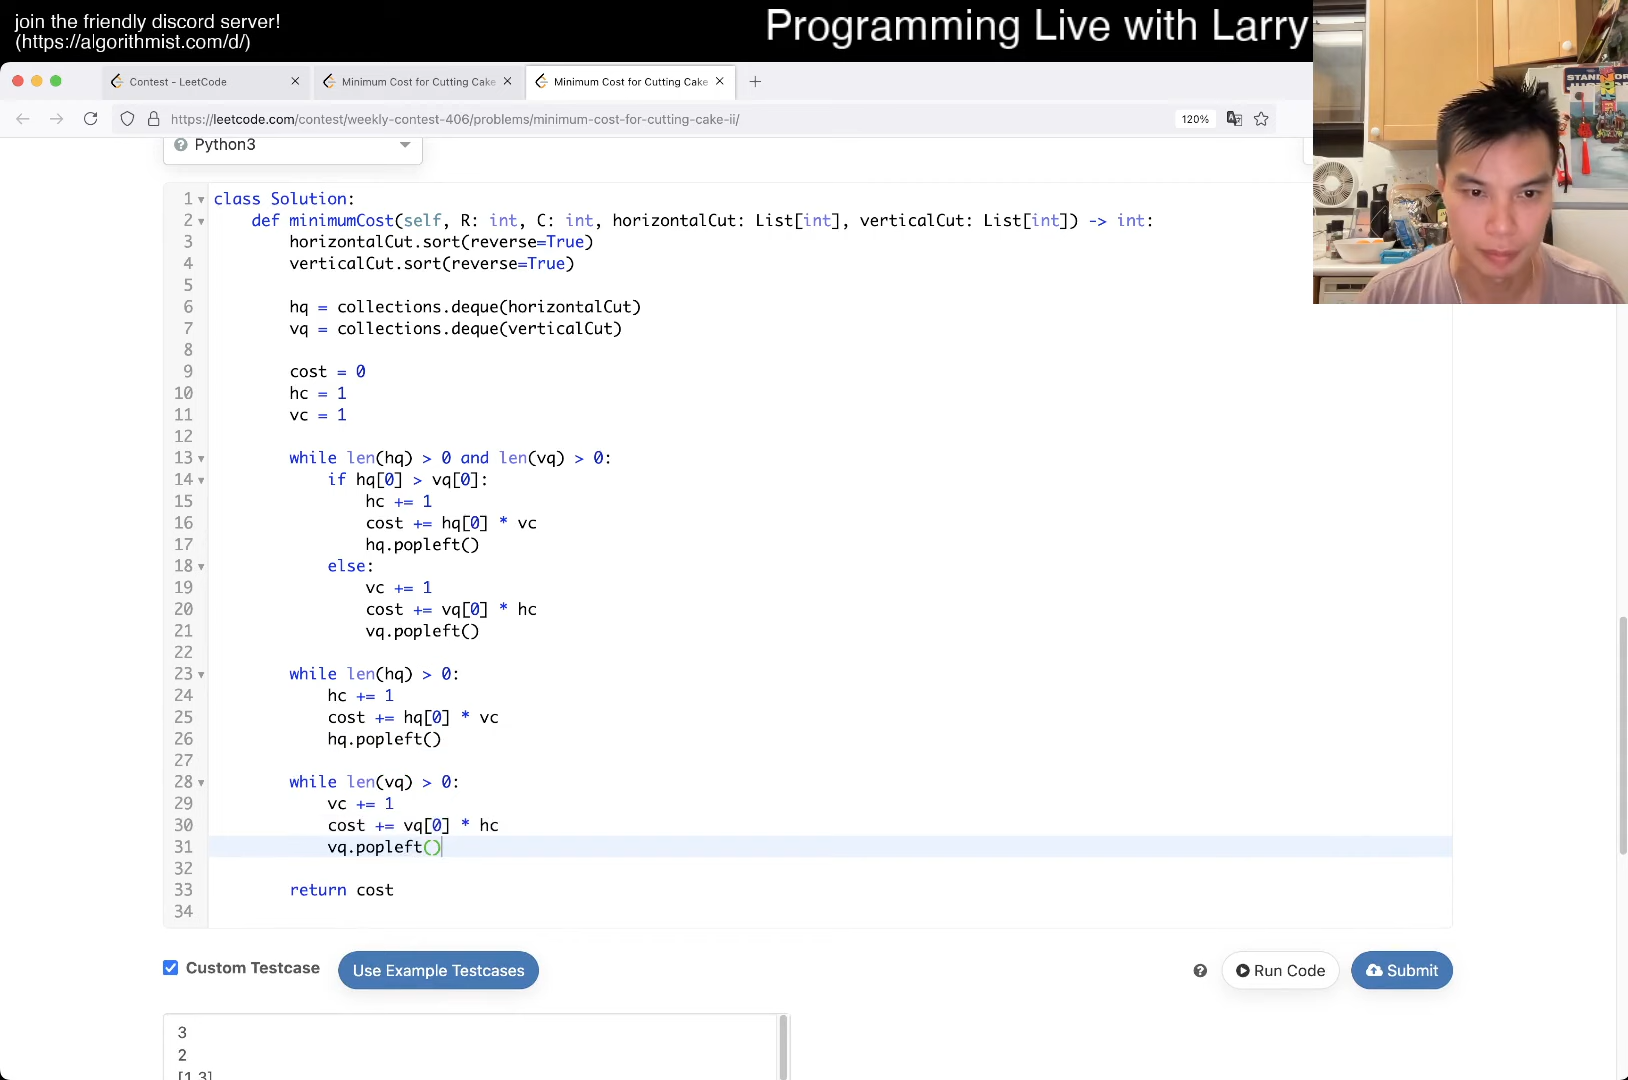 join the friendly discord server!
(https://algorithmist.com/d/)
Programming Live with Larry
Contest - LeetCode
Minimum Cost for Cutting Cake
Minimum Cost for Cutting Cake
https://leetcode.com/contest/weekly-contest-406/problems/minimum-cost-for-cutting-cake-ii/
120%
Python3
1 class Solution:
2     def minimumCost(self, R: int, C: int, horizontalCut: List[int], verticalCut: List[int]) -> int:
3         horizontalCut.sort(reverse=True)
4         verticalCut.sort(reverse=True)
5
6         hq = collections.deque(horizontalCut)
7         vq = collections.deque(verticalCut)
8
9         cost = 0
10         hc = 1
11         vc = 1
12
13         while len(hq) > 0 and len(vq) > 0:
14             if hq[0] > vq[0]:
15                 hc += 1
16                 cost += hq[0] * vc
17                 hq.popleft()
18             else:
19                 vc += 1
20                 cost += vq[0] * hc
21                 vq.popleft()
22
23         while len(hq) > 0:
24             hc += 1
25             cost += hq[0] * vc
26             hq.popleft()
27
28         while len(vq) > 0:
29             vc += 1
30             cost += vq[0] * hc
31             vq.popleft()
32
33         return cost
34
Custom Testcase
Use Example Testcases
Run Code
Submit
3
2
[1,3]